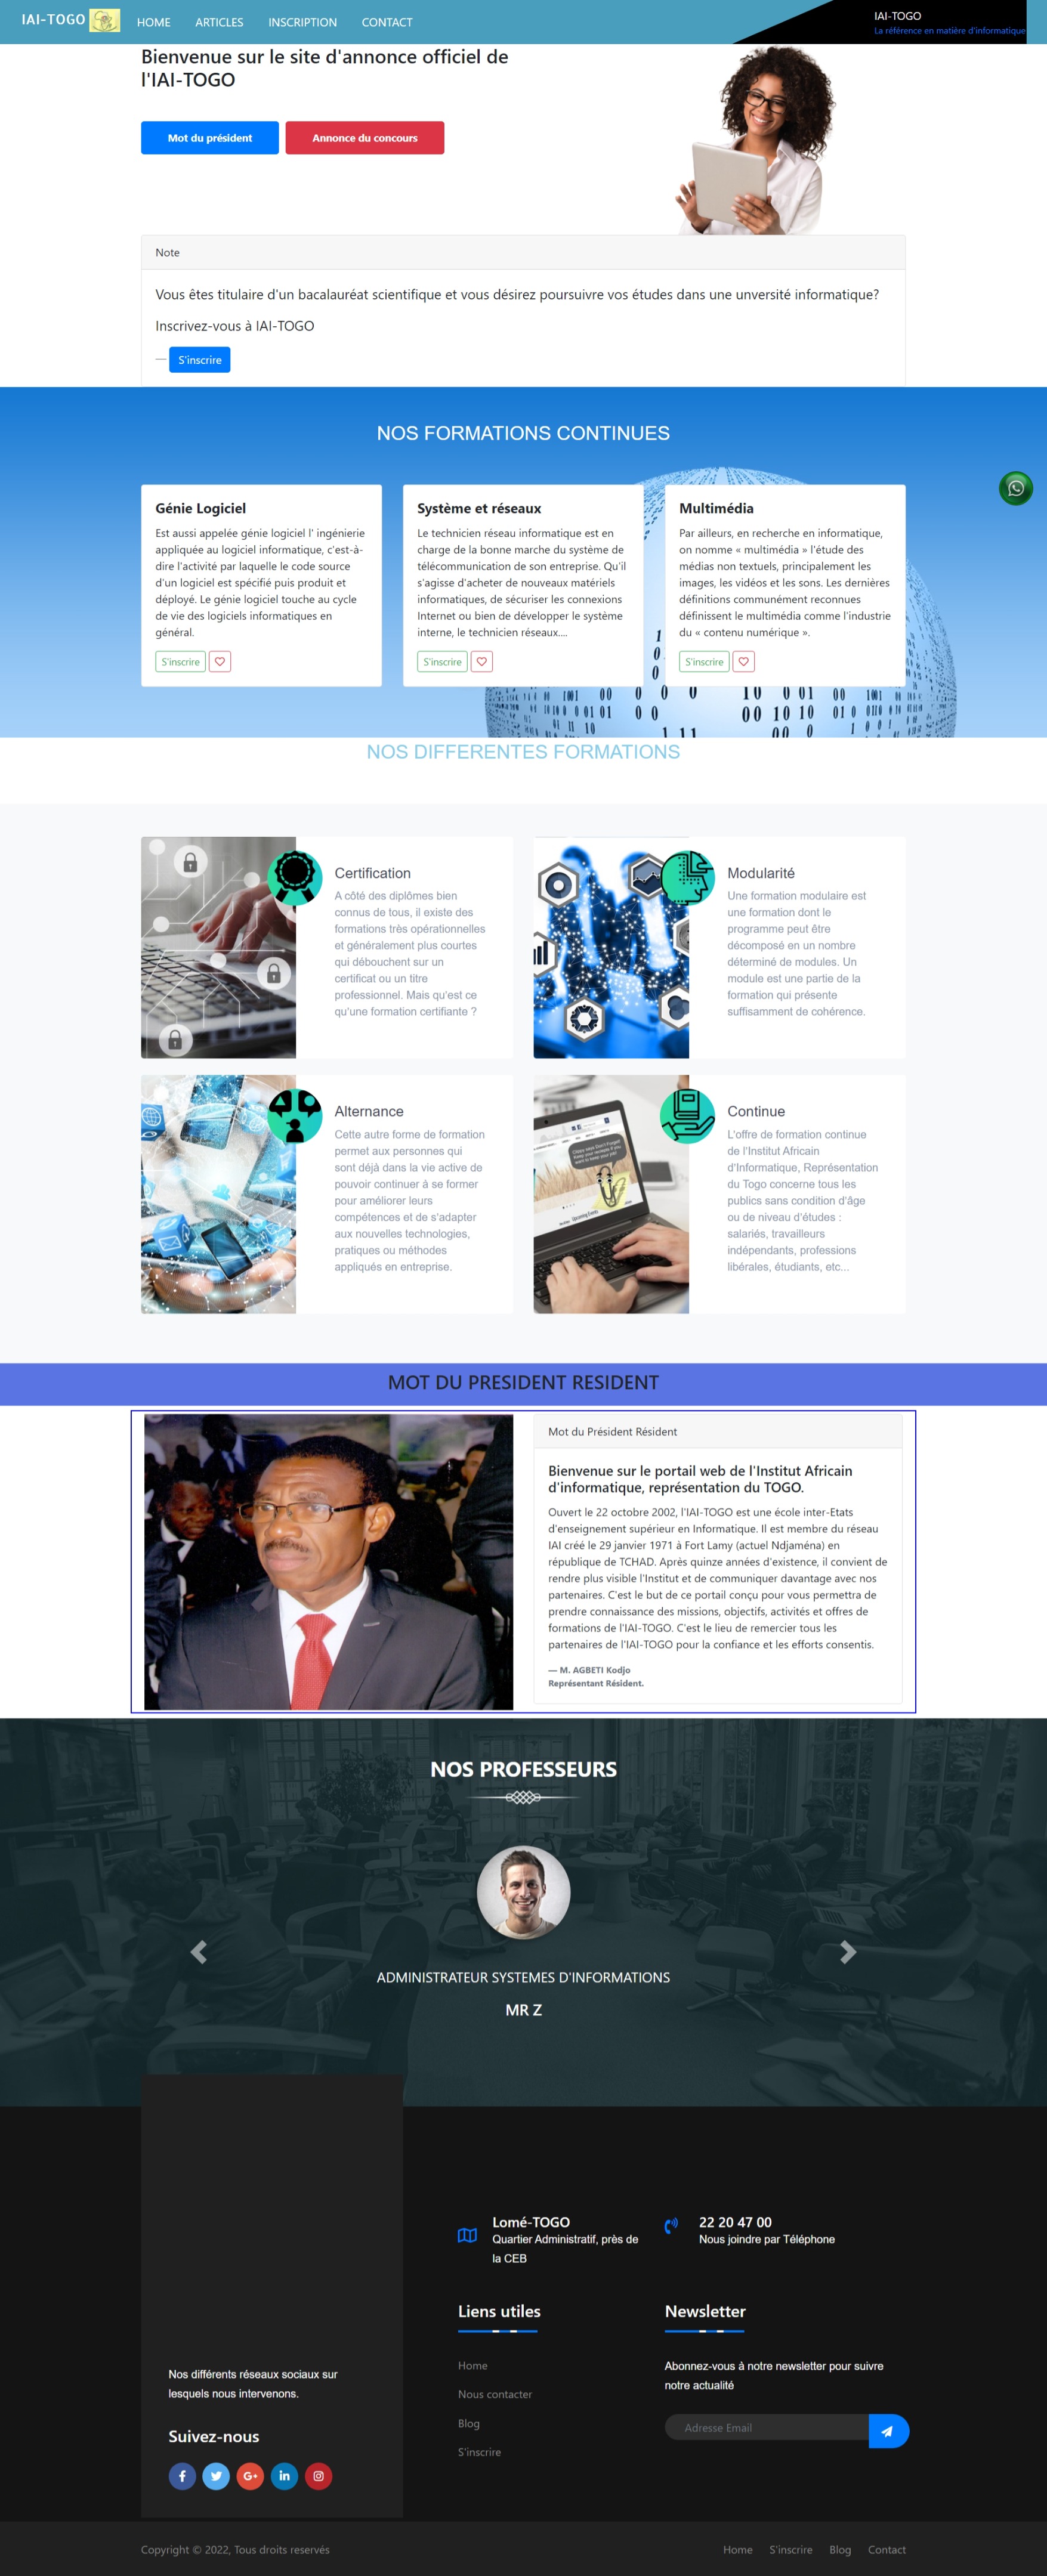 IAI-TOGO
HOME
ARTICLES
INSCRIPTION
CONTACT
IAI-TOGO
La référence en matière d'informatique
Bienvenue sur le site d'annonce officiel de
l'IAI-TOGO
Mot du président
Annonce du concours
Note
Vous êtes titulaire d'un bacalauréat scientifique et vous désirez poursuivre vos études dans une unversité informatique?
Inscrivez-vous à IAI-TOGO
— S'inscrire
NOS FORMATIONS CONTINUES
Génie Logiciel
Est aussi appelée génie logiciel l' ingénierie
appliquée au logiciel informatique, c'est-à-
dire l'activité par laquelle le code source
d'un logiciel est spécifié puis produit et
déployé. Le génie logiciel touche au cycle
de vie des logiciels informatiques en
général.
S'inscrire
Système et réseaux
Le technicien réseau informatique est en
charge de la bonne marche du système de
télécommunication de son entreprise. Qu'il
s'agisse d'acheter de nouveaux matériels
informatiques, de sécuriser les connexions
Internet ou bien de développer le système
interne, le technicien réseaux....
S'inscrire
Multimédia
Par ailleurs, en recherche en informatique,
on nomme « multimédia » l'étude des
médias non textuels, principalement les
images, les vidéos et les sons. Les dernières
définitions communément reconnues
définissent le multimédia comme l'industrie
du « contenu numérique ».
S'inscrire
NOS DIFFERENTES FORMATIONS
Certification
A côté des diplômes bien
connus de tous, il existe des
formations très opérationnelles
et généralement plus courtes
qui débouchent sur un
certificat ou un titre
professionnel. Mais qu'est ce
qu'une formation certifiante ?
Modularité
Une formation modulaire est
une formation dont le
programme peut être
décomposé en un nombre
déterminé de modules. Un
module est une partie de la
formation qui présente
suffisamment de cohérence.
Alternance
Cette autre forme de formation
permet aux personnes qui
sont déjà dans la vie active de
pouvoir continuer à se former
pour améliorer leurs
compétences et de s'adapter
aux nouvelles technologies,
pratiques ou méthodes
appliqués en entreprise.
Continue
L'offre de formation continue
de l'Institut Africain
d'Informatique, Représentation
du Togo concerne tous les
publics sans condition d'âge
ou de niveau d'études :
salariés, travailleurs
indépendants, professions
libérales, étudiants, etc...
MOT DU PRESIDENT RESIDENT
Mot du Président Résident
Bienvenue sur le portail web de l'Institut Africain
d'informatique, représentation du TOGO.
Ouvert le 22 octobre 2002, l'IAI-TOGO est une école inter-Etats
d'enseignement supérieur en Informatique. Il est membre du réseau
IAI créé le 29 janvier 1971 à Fort Lamy (actuel Ndjaména) en
république de TCHAD. Après quinze années d'existence, il convient de
rendre plus visible l'Institut et de communiquer davantage avec nos
partenaires. C'est le but de ce portail conçu pour vous permettra de
prendre connaissance des missions, objectifs, activités et offres de
formations de l'IAI-TOGO. C'est le lieu de remercier tous les
partenaires de l'IAI-TOGO pour la confiance et les efforts consentis.
— M. AGBETI Kodjo
Représentant Résident.
NOS PROFESSEURS
ADMINISTRATEUR SYSTEMES D'INFORMATIONS
MR Z
Lomé-TOGO
Quartier Administratif, près de
la CEB
22 20 47 00
Nous joindre par Téléphone
Nos différents réseaux sociaux sur
lesquels nous intervenons.
Suivez-nous
Liens utiles
Home
Nous contacter
Blog
S'inscrire
Newsletter
Abonnez-vous à notre newsletter pour suivre
notre actualité
Adresse Email
Copyright © 2022, Tous droits reservés
Home
S'inscrire
Blog
Contact